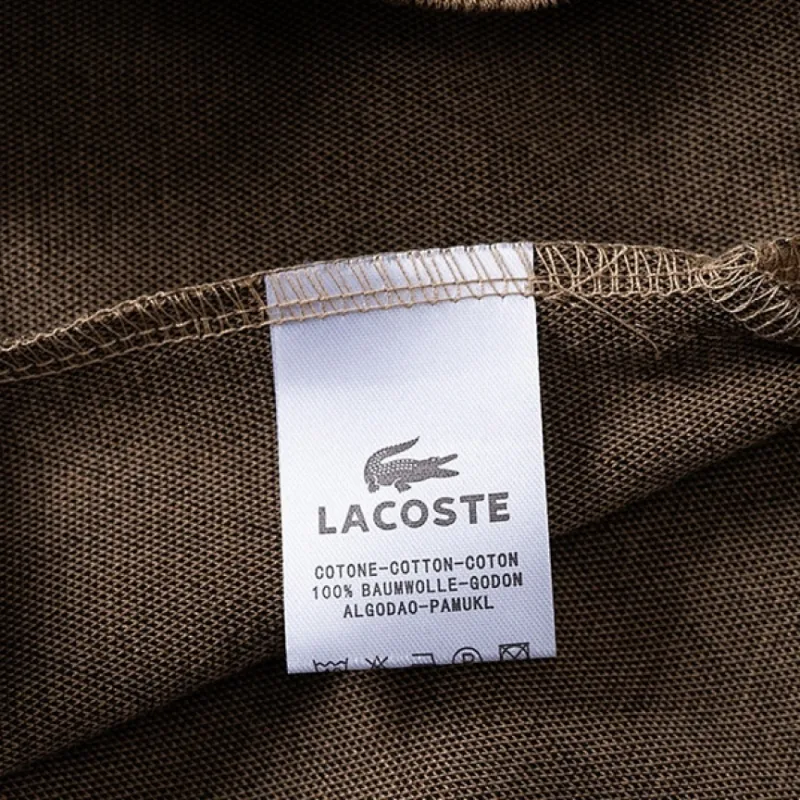 LACOSTE
COTONE-COTTON-COTON
100% BAUMWOLLE-GODON
ALGODAO-PAMUKL
P